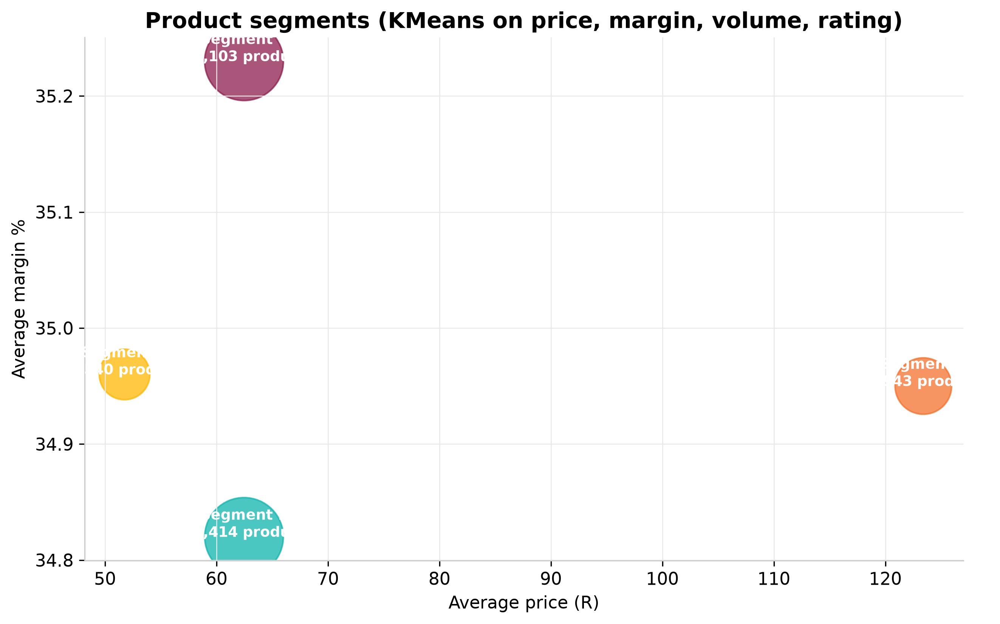 Product segments (KMeans on price, margin, volume, rating)
egment
,103 produ
35.2
35.1
35.0
34.9
34.8
Average margin %
gmen
40 prod
gmen
43 prod
egment
,414 produ
50 60 70 80 90 100 110 120
Average price (R)